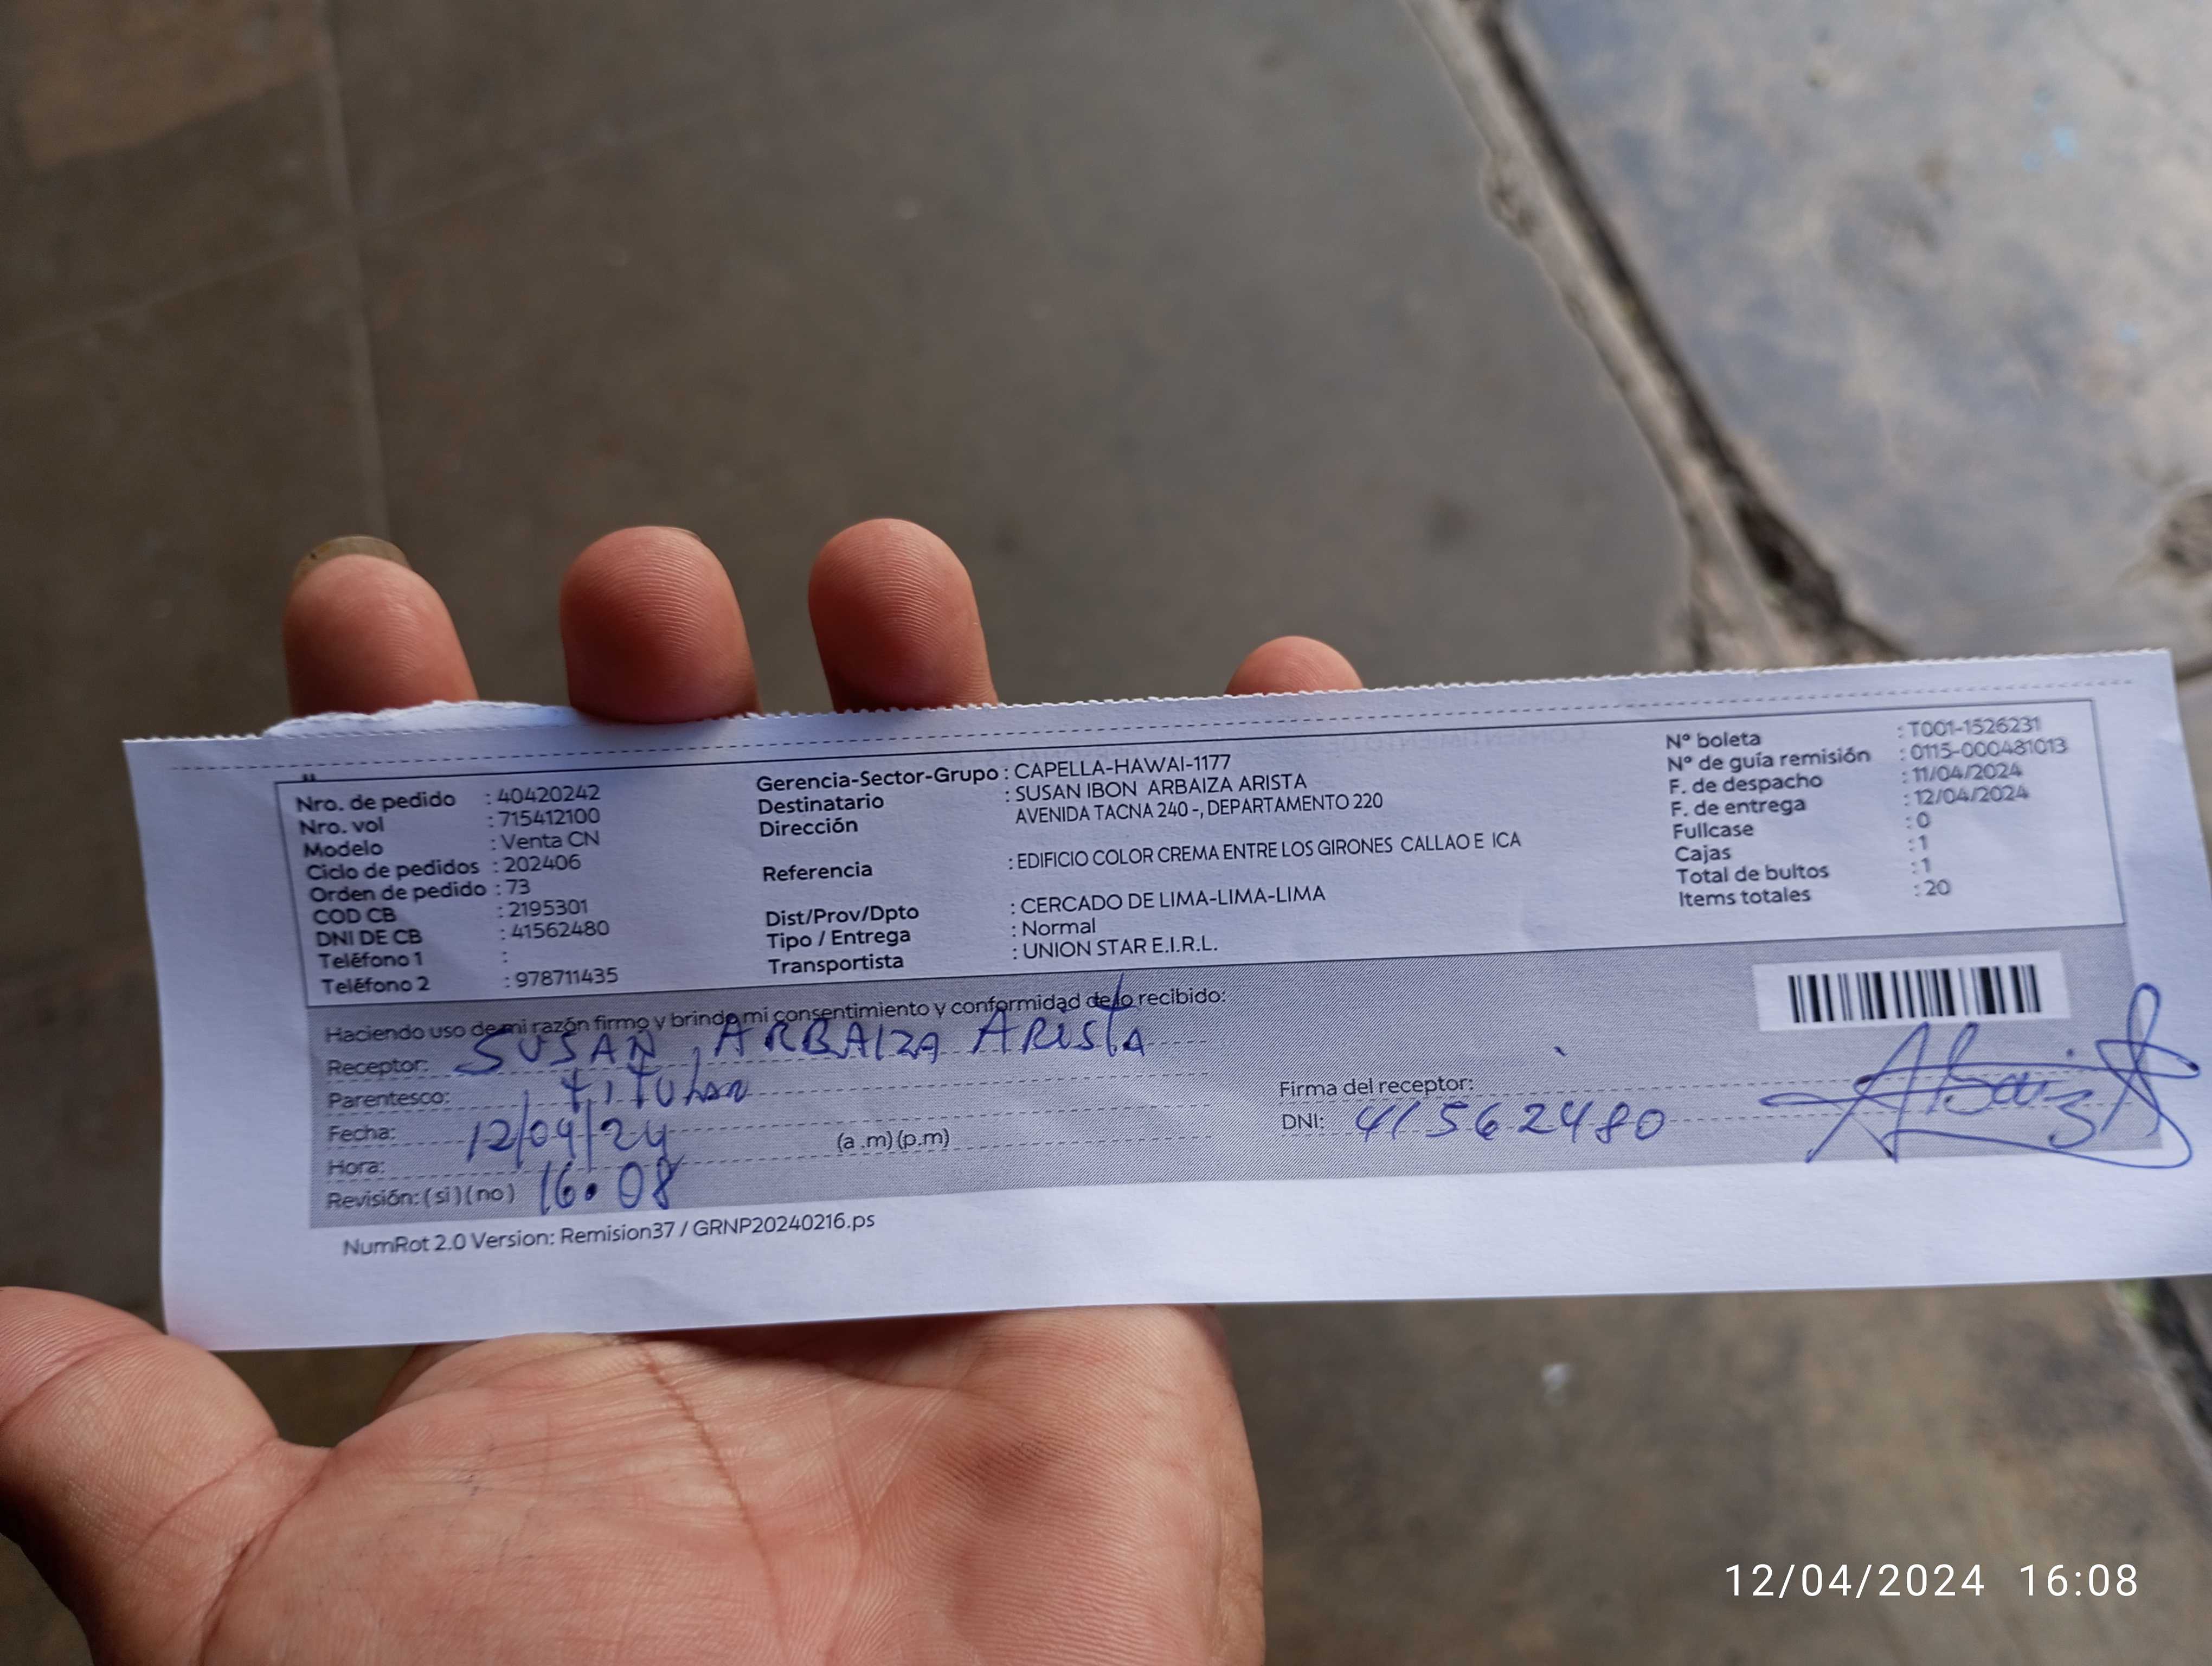 Nro. de pedido : 40420242
Nro. vol : 715412100
Modelo : Venta CN
Ciclo de pedidos : 202406
Orden de pedido : 73
COD CB : 2195301
DNI DE CB : 41562480
Teléfono 1 :
Teléfono 2 : 978711435
Gerencia-Sector-Grupo : CAPELLA-HAWAI-1177
Destinatario : SUSAN IBON ARBAIZA ARISTA
Dirección AVENIDA TACNA 240 -, DEPARTAMENTO 220
Referencia : EDIFICIO COLOR CREMA ENTRE LOS GIRONES CALLAO E ICA
Dist/Prov/Dpto : CERCADO DE LIMA-LIMA-LIMA
Tipo / Entrega : Normal
Transportista : UNION STAR E.I.R.L.
Nº boleta : T001-1526231
Nº de guía remisión : 0115-000481013
F. de despacho : 11/04/2024
F. de entrega : 12/04/2024
Fullcase : 0
Cajas : 1
Total de bultos : 1
Items totales : 20
Haciendo uso de mi razón firmo y brindo mi consentimiento y conformidad de lo recibido:
Receptor: SUSAN ARBAIZA ARISTA
Parentesco: titular
Fecha: 12/04/24
Hora: (a .m) (p.m)
Revisión: (si) (no) 16.08
Firma del receptor:
DNI: 41562480
NumRot 2.0 Version: Remision37 / GRNP20240216.ps
12/04/2024 16:08